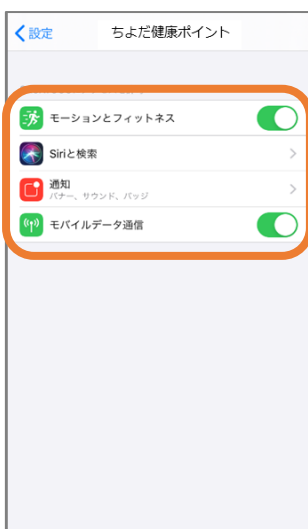 設定
ちよだ健康ポイント
モーションとフィットネス
Siriと検索
通知
バナー、サウンド、バッジ
モバイルデータ通信